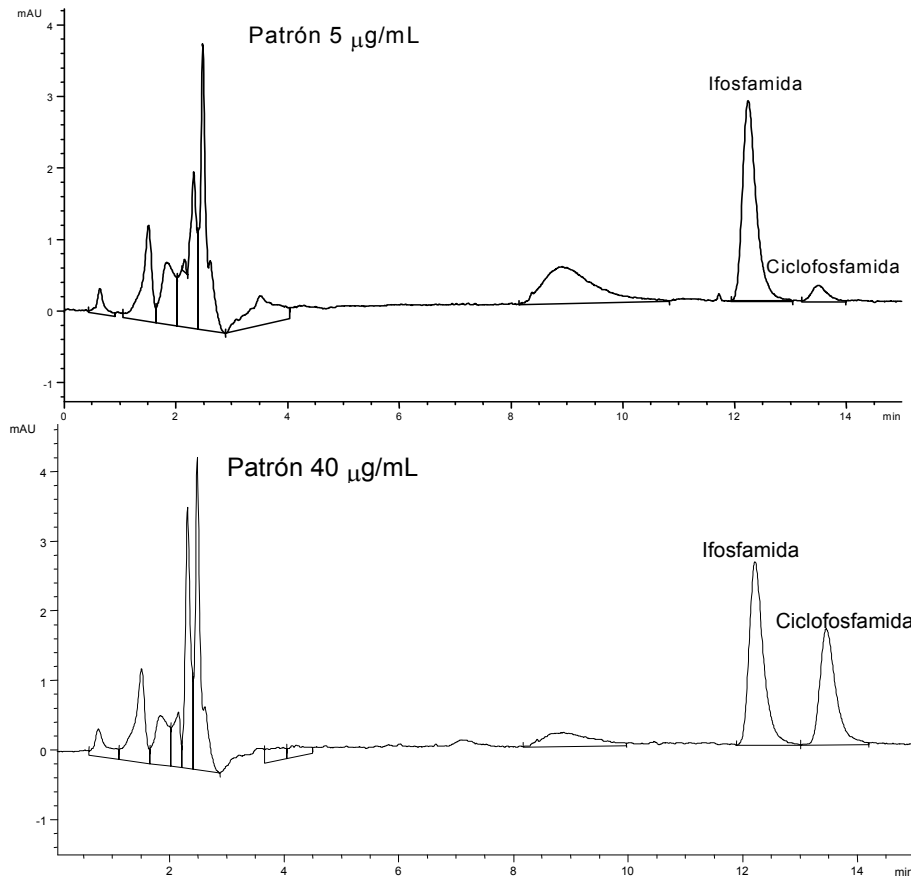 mAU
Patrón 5 μg/mL
4
3
Ifosfamida
2
1
Ciclofosfamida
0
-1
0 2 4 6 8 10 12 14 min
mAU
Patrón 40 μg/mL
4
3
Ifosfamida
2
Ciclofosfamida
1
0
-1
2 4 6 8 10 12 14 min